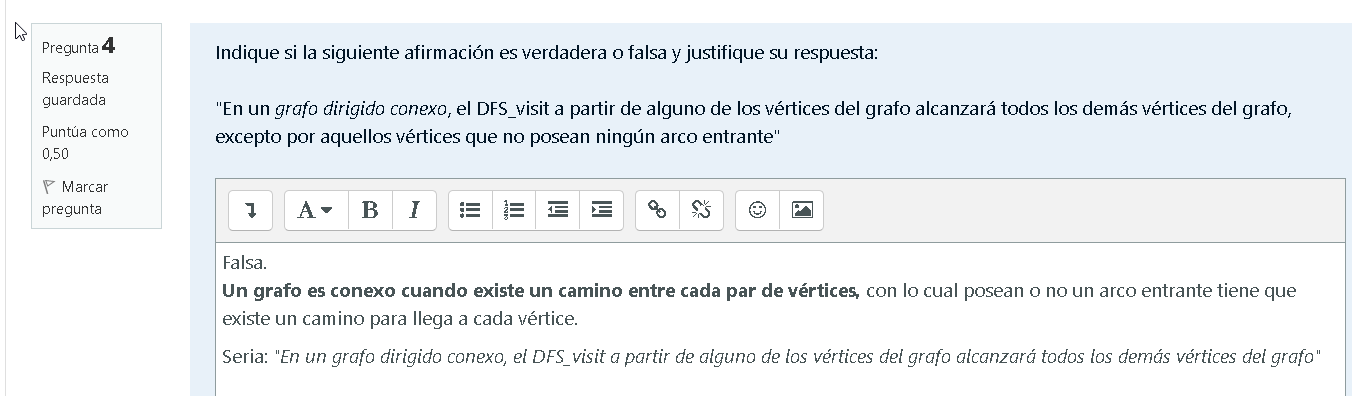 Pregunta 4
Respuesta
guardada
Puntúa como
0,50
Marcar
pregunta
Indique si la siguiente afirmación es verdadera o falsa y justifique su respuesta:
"En un grafo dirigido conexo, el DFS_visit a partir de alguno de los vértices del grafo alcanzará todos los demás vértices del grafo,
excepto por aquellos vértices que no posean ningún arco entrante"
A B I
Falsa.
Un grafo es conexo cuando existe un camino entre cada par de vértices, con lo cual posean o no un arco entrante tiene que
existe un camino para llega a cada vértice.
Seria: "En un grafo dirigido conexo, el DFS_visit a partir de alguno de los vértices del grafo alcanzará todos los demás vértices del grafo"